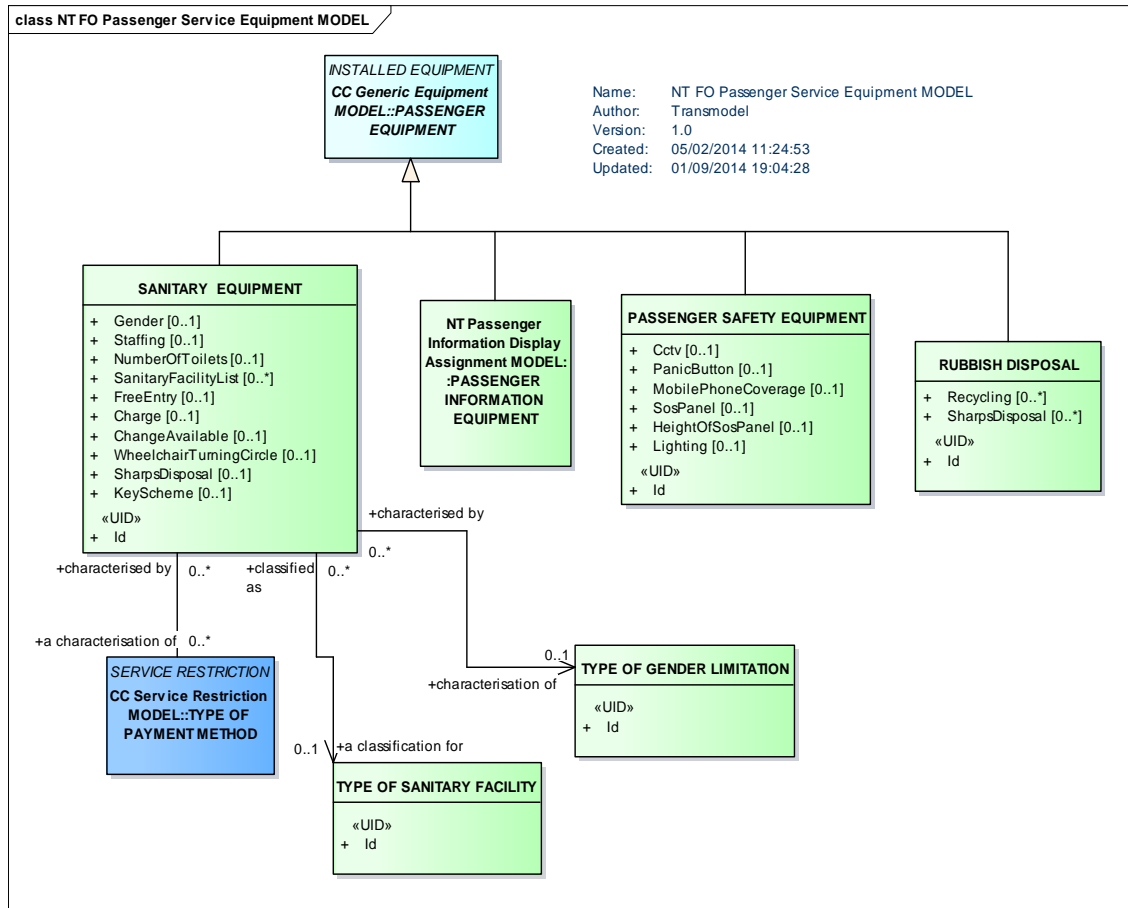 class NT FO Passenger Service Equipment MODEL
INSTALLED EQUIPMENT
CC Generic Equipment
MODEL::PASSENGER
EQUIPMENT
Name: NT FO Passenger Service Equipment MODEL
Author: Transmodel
Version: 1.0
Created: 05/02/2014 11:24:53
Updated: 01/09/2014 19:04:28
SANITARY EQUIPMENT
+ Gender [0..1]
+ Staffing [0..1]
+ NumberOfToilets [0..1]
+ SanitaryFacilityList [0..*]
+ FreeEntry [0..1]
+ Charge [0..1]
+ ChangeAvailable [0..1]
+ WheelchairTurningCircle [0..1]
+ SharpsDisposal [0..1]
+ KeyScheme [0..1]
«UID»
+ Id
NT Passenger
Information Display
Assignment MODEL:
:PASSENGER
INFORMATION
EQUIPMENT
PASSENGER SAFETY EQUIPMENT
+ Cctv [0..1]
+ PanicButton [0..1]
+ MobilePhoneCoverage [0..1]
+ SosPanel [0..1]
+ HeightOfSosPanel [0..1]
+ Lighting [0..1]
«UID»
+ Id
RUBBISH DISPOSAL
+ Recycling [0..*]
+ SharpsDisposal [0..*]
«UID»
+ Id
+characterised by
0..*
+characterised by 0..*
+classified
as
0..*
+a characterisation of 0..*
SERVICE RESTRICTION
CC Service Restriction
MODEL::TYPE OF
PAYMENT METHOD
0..1
+characterisation of
TYPE OF GENDER LIMITATION
«UID»
+ Id
0..1 +a classification for
TYPE OF SANITARY FACILITY
«UID»
+ Id